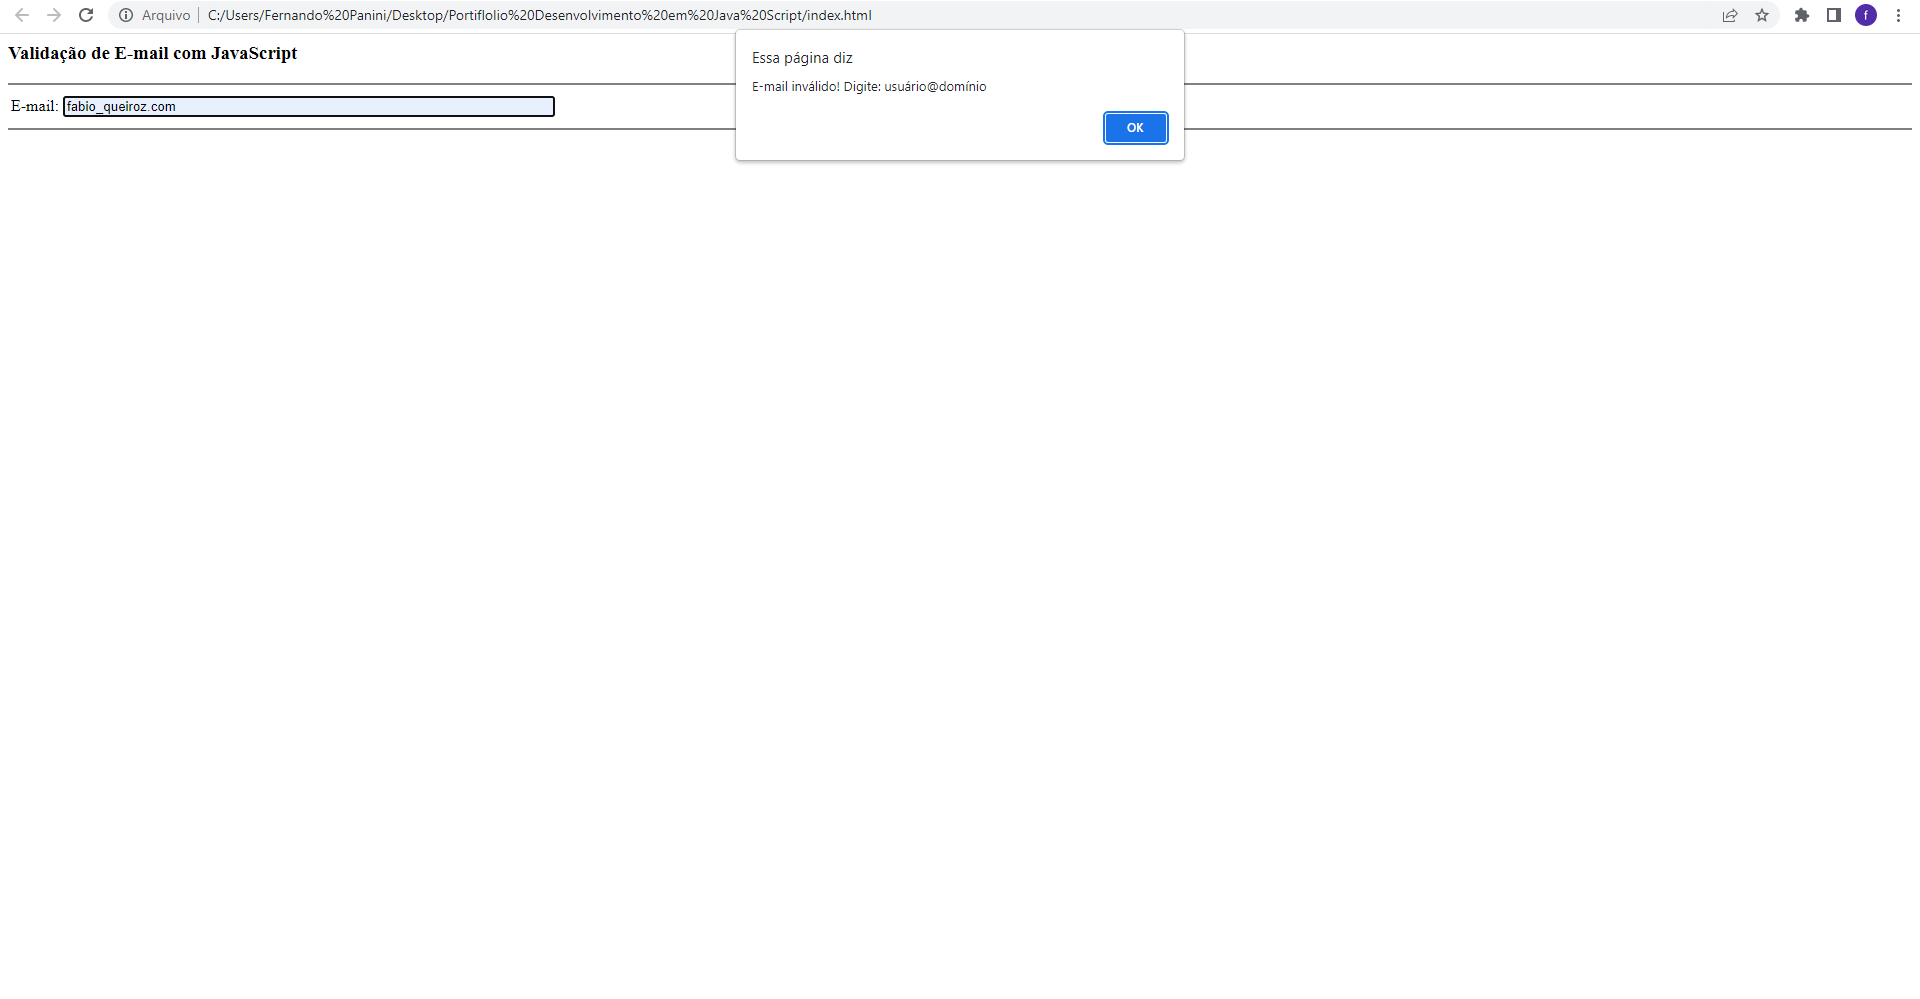 Arquivo C:/Users/Fernando%20Panini/Desktop/Portiflolio%20Desenvolvimento%20em%20Java%20Script/index.html f
Validação de E-mail com JavaScript
Essa página diz
E-mail inválido! Digite: usuário@domínio
E-mail: fabio_queiroz.com
OK